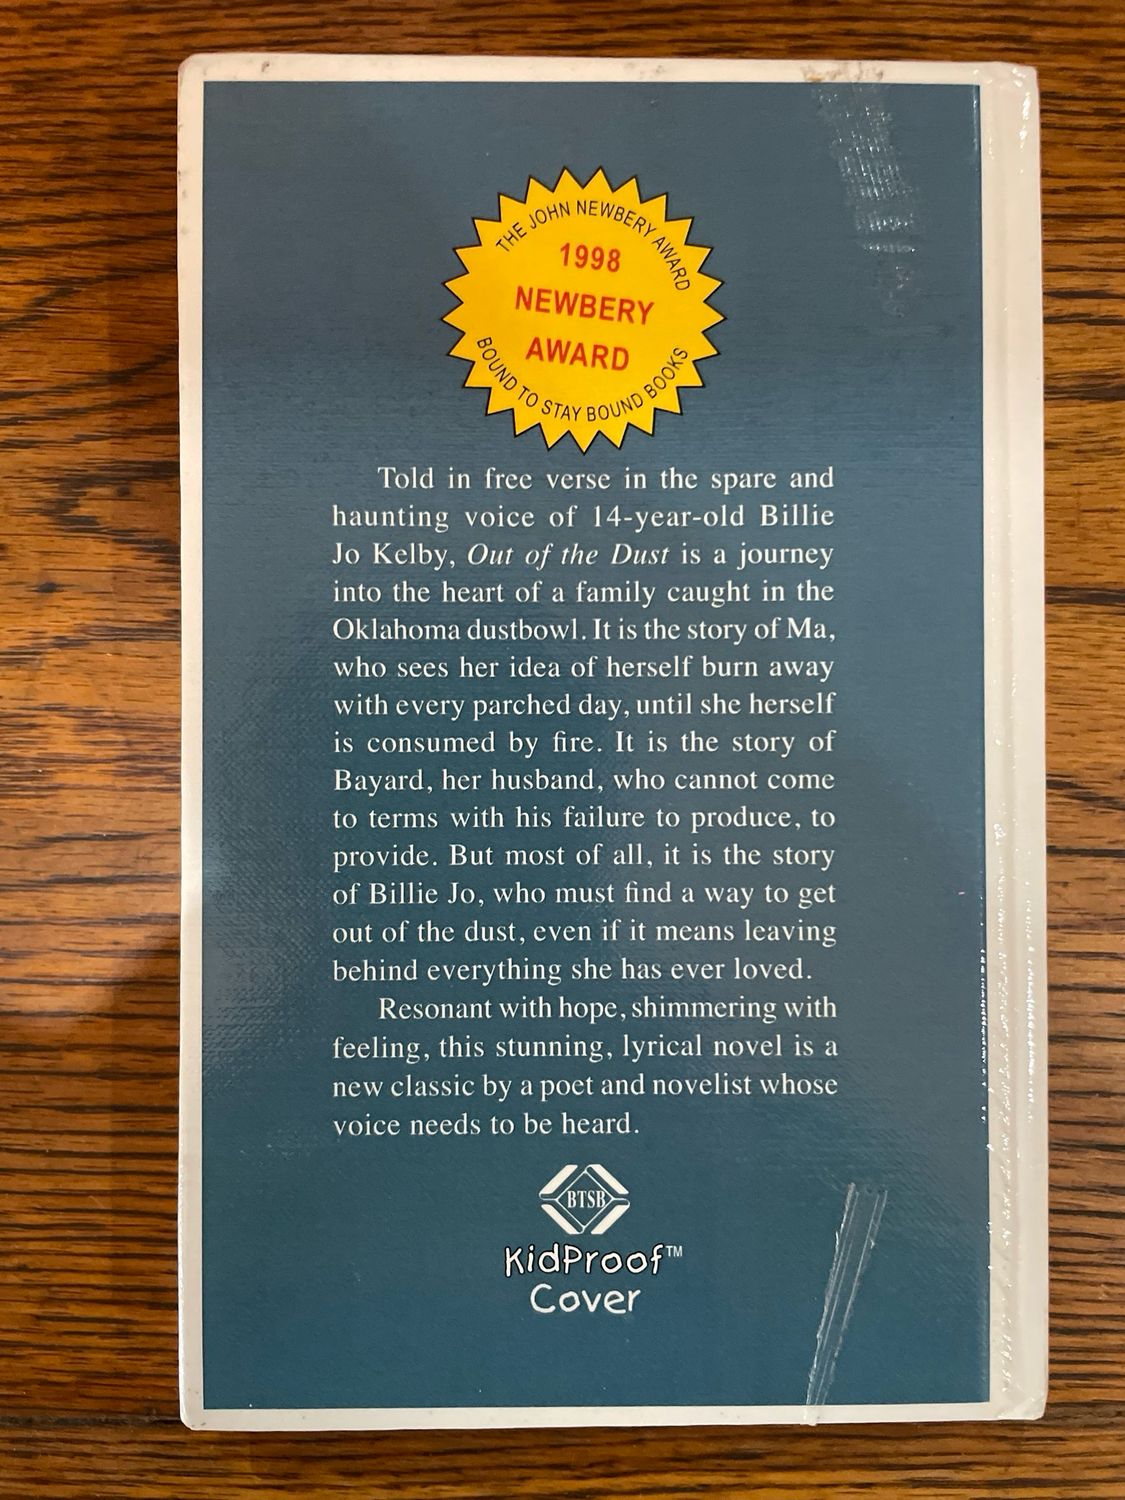 THE JOHN NEWBERY AWARD
1998
NEWBERY
AWARD
BOUND TO STAY BOUND BOOKS
Told in free verse in the spare and
haunting voice of 14-year-old Billie
Jo Kelby, Out of the Dust is a journey
into the heart of a family caught in the
Oklahoma dustbowl. It is the story of Ma,
who sees her idea of herself burn away
with every parched day, until she herself
is consumed by fire. It is the story of
Bayard, her husband, who cannot come
to terms with his failure to produce, to
provide. But most of all, it is the story
of Billie Jo, who must find a way to get
out of the dust, even if it means leaving
behind everything she has ever loved.
Resonant with hope, shimmering with
feeling, this stunning, lyrical novel is a
new classic by a poet and novelist whose
voice needs to be heard.
BTSB
KidProof™
Cover